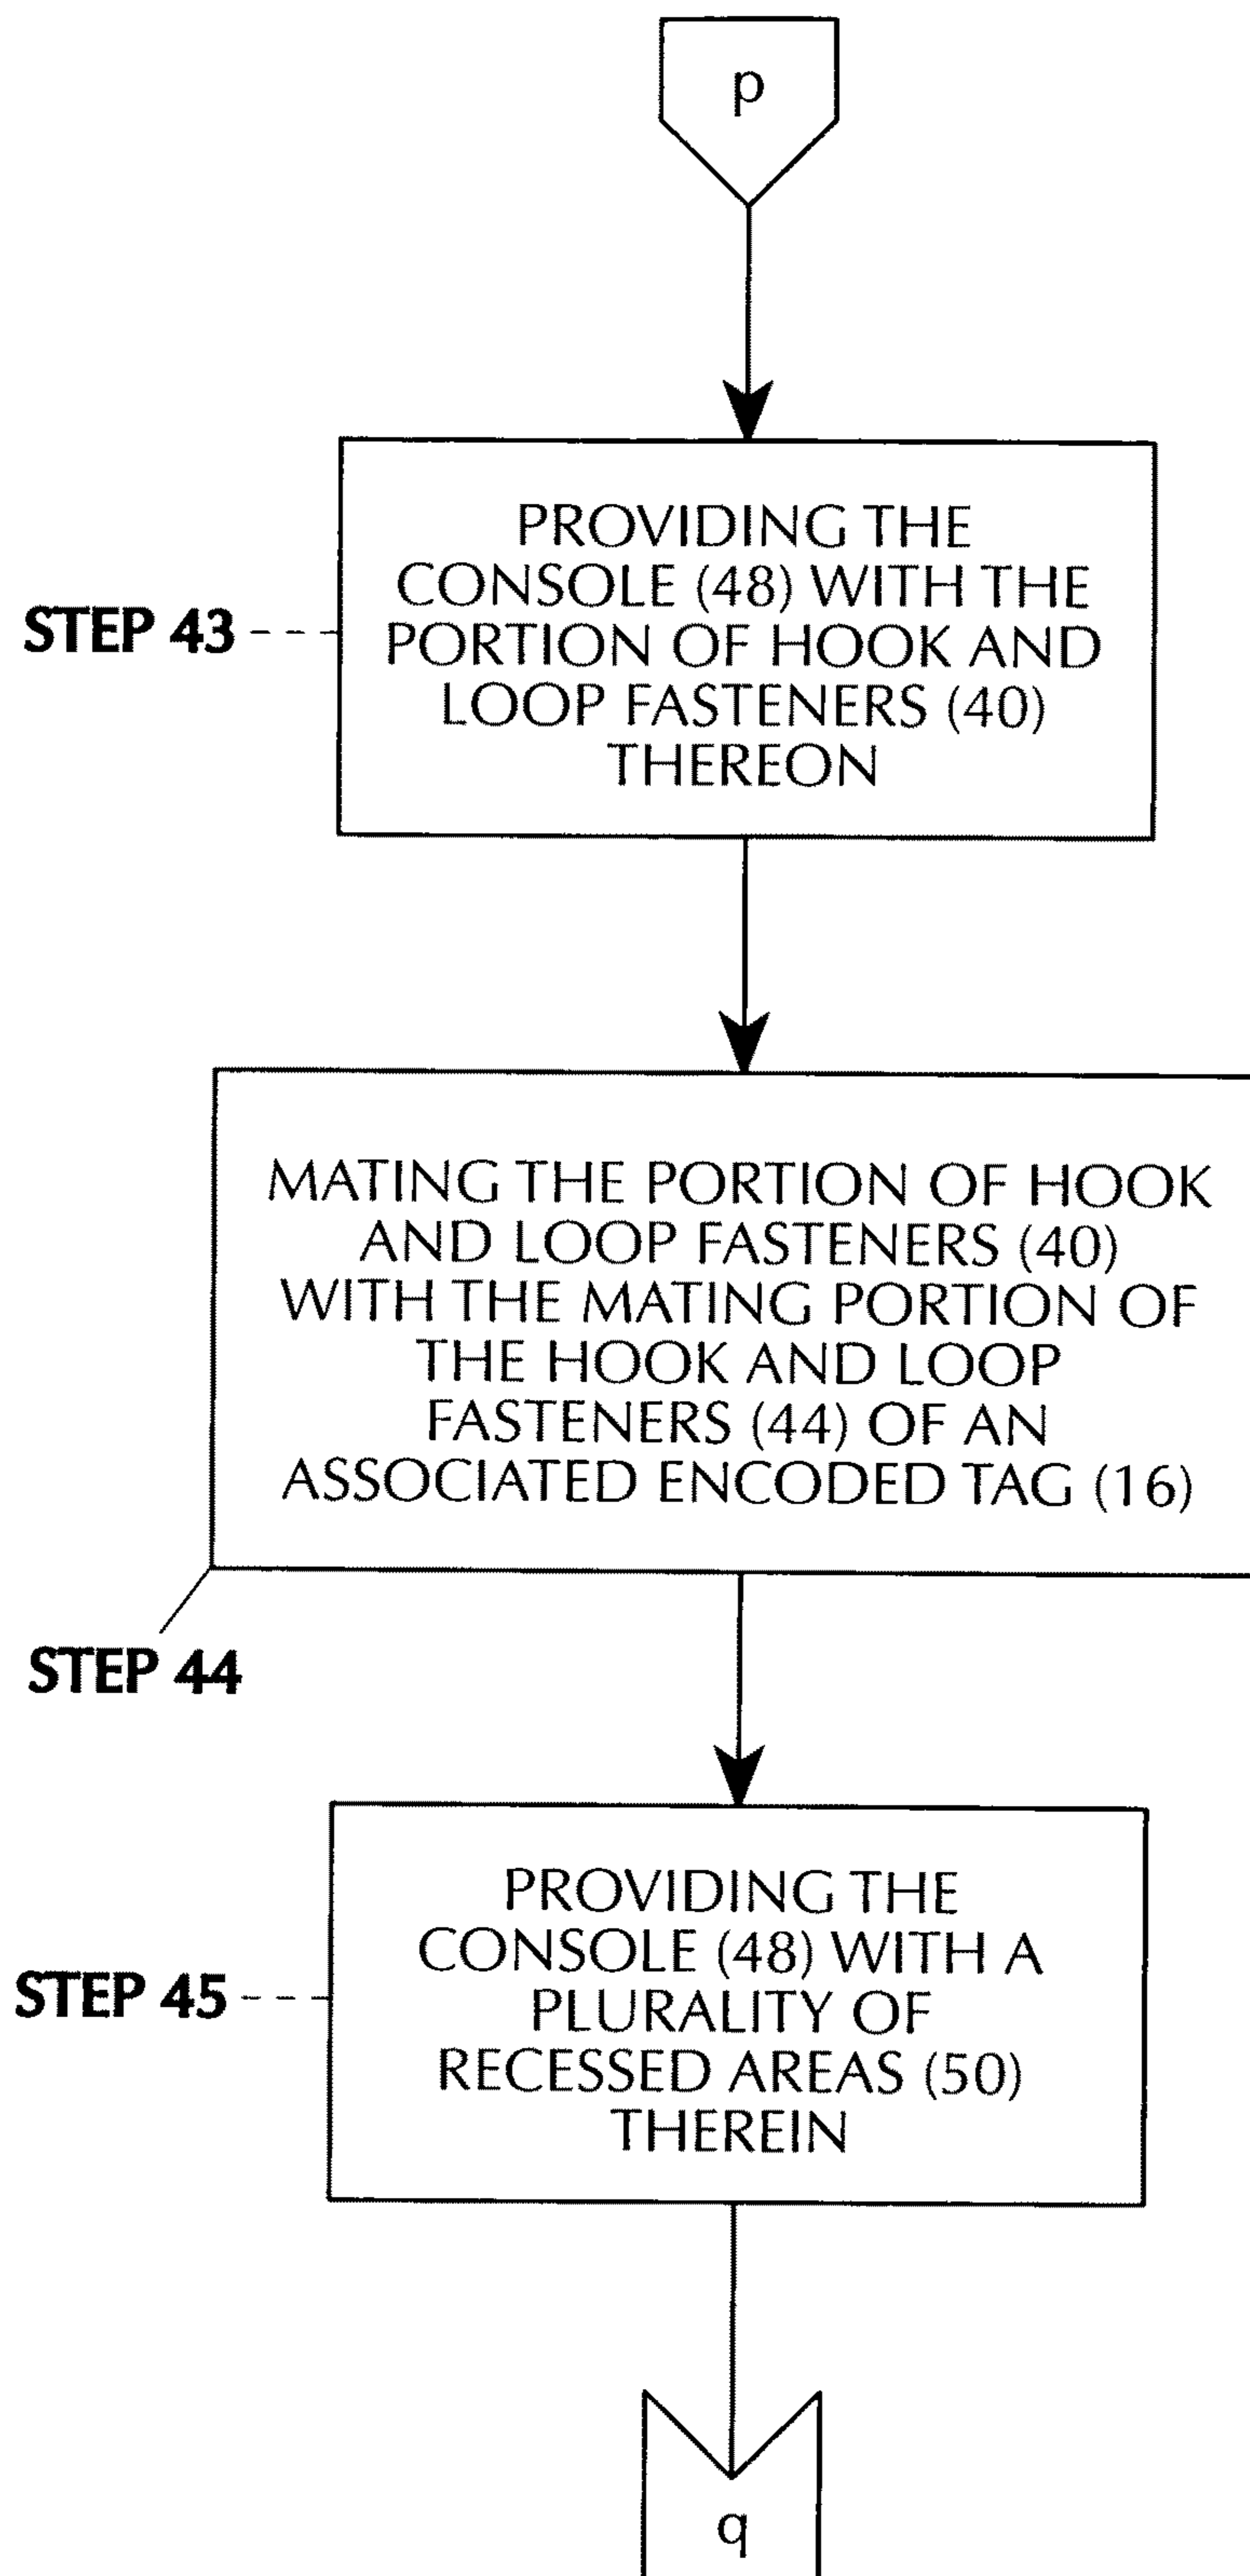 p
PROVIDING THE
CONSOLE (48) WITH THE
PORTION OF HOOK AND
LOOP FASTENERS (40)
THEREON
STEP 43
MATING THE PORTION OF HOOK
AND LOOP FASTENERS (40)
WITH THE MATING PORTION OF
THE HOOK AND LOOP
FASTENERS (44) OF AN
ASSOCIATED ENCODED TAG (16)
STEP 44
PROVIDING THE
CONSOLE (48) WITH A
PLURALITY OF
RECESSED AREAS (50)
THEREIN
STEP 45
q